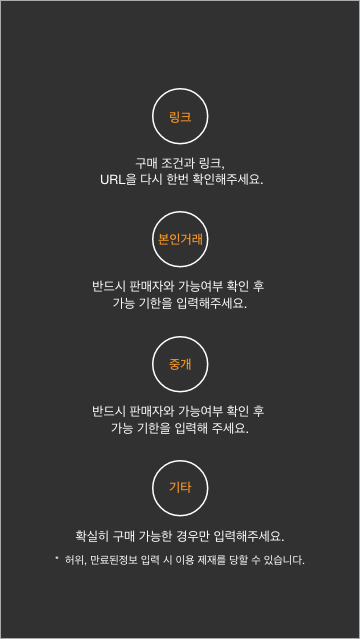 링크
구매 조건과 링크,
URL을 다시 한번 확인해주세요.
본인거래
반드시 판매자와 가능여부 확인 후
가능 기한을 입력해주세요.
중개
반드시 판매자와 가능여부 확인 후
가능 기한을 입력해 주세요.
기타
확실히 구매 가능한 경우만 입력해주세요.
* 허위, 만료된정보 입력 시 이용 제재를 당할 수 있습니다.